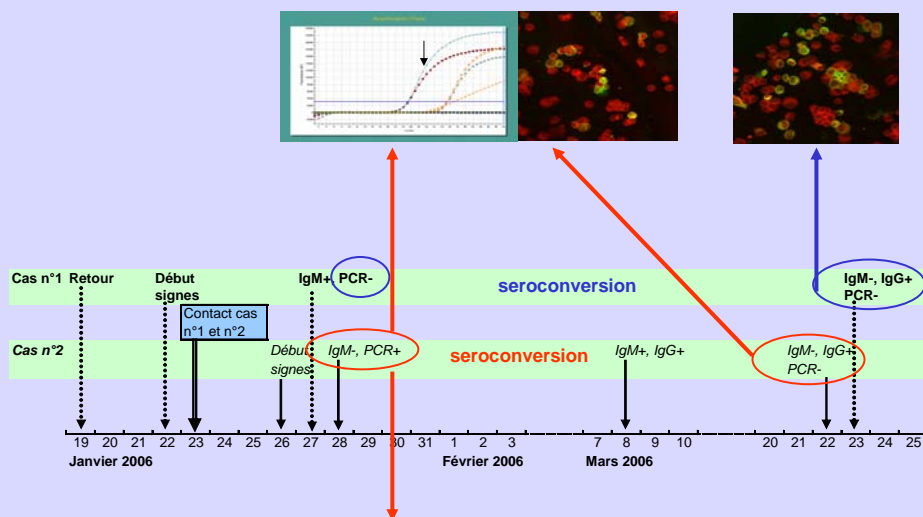 Cas n°1 Retour
Début
signes
IgM+, PCR-
seroconversion
IgM-, IgG+
PCR-
Contact cas
n°1 et n°2
Cas n°2
Début
signes
IgM-, PCR+
seroconversion
IgM+, IgG+
IgM-, IgG+
PCR-
19 20 21 22 23 24 25 26 27 28 29 30 31 1 2 3 7 8 9 10 20 21 22 23 24 25
Janvier 2006 Février 2006 Mars 2006